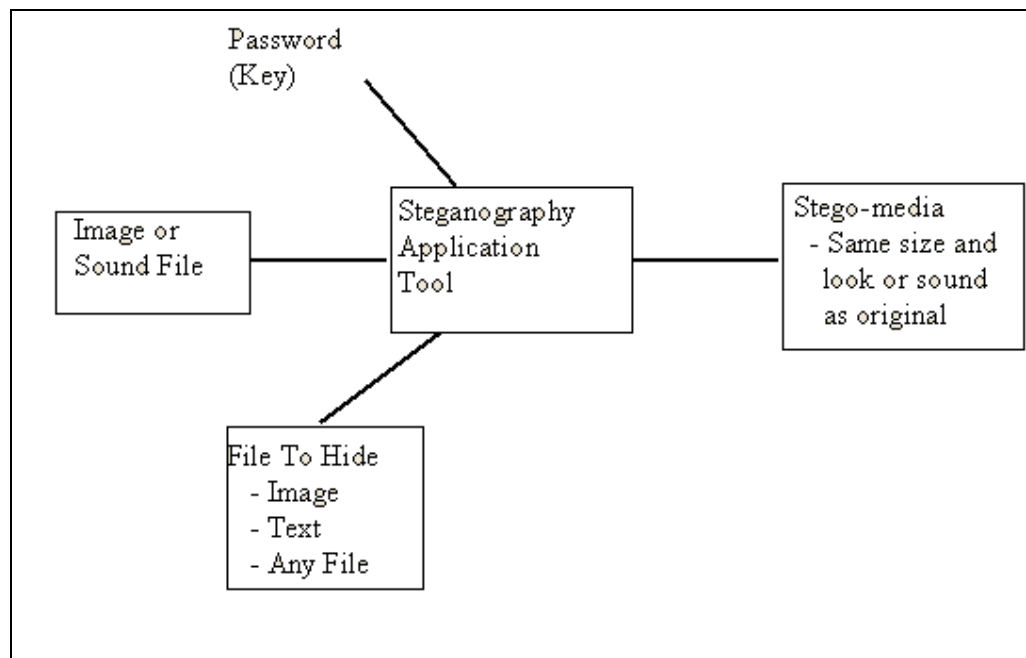 Password
(Key)
Image or
Sound File
Steganography
Application
Tool
Stego-media
- Same size and
look or sound
as original
File To Hide
- Image
- Text
- Any File